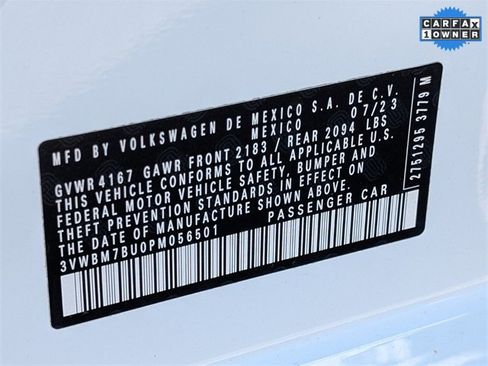 CARFAX
1 OWNER
MFD BY VOLKSWAGEN DE MEXICO S.A. DE C.V.
MEXICO 07/23
GVWR 4167 GAWR FRONT 2183 / REAR 2094 LBS
THIS VEHICLE CONFORMS TO ALL APPLICABLE U.S.
FEDERAL MOTOR VEHICLE SAFETY, BUMPER AND
THEFT PREVENTION STANDARDS IN EFFECT ON
THE DATE OF MANUFACTURE SHOWN ABOVE.
3VWBM7BU0PM056501 PASSENGER CAR
2751295 3779 M